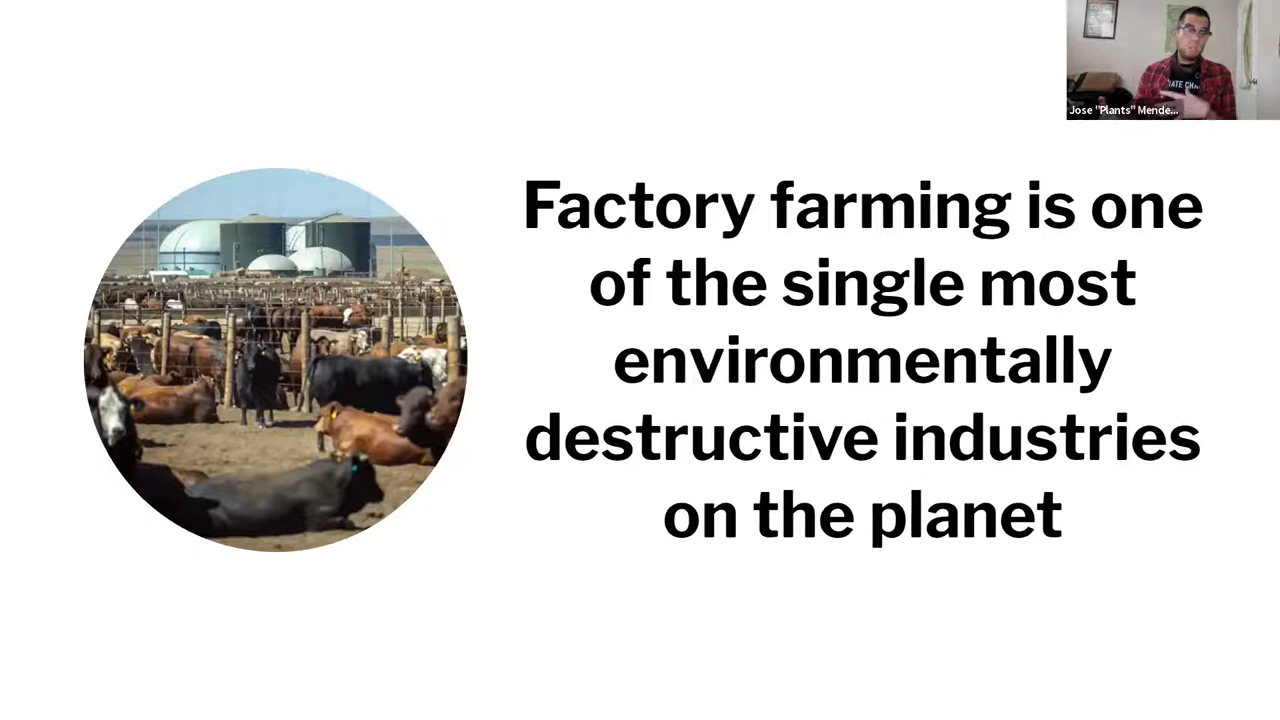 Jose "Plants" Mende...
Factory farming is one
of the single most
environmentally
destructive industries
on the planet